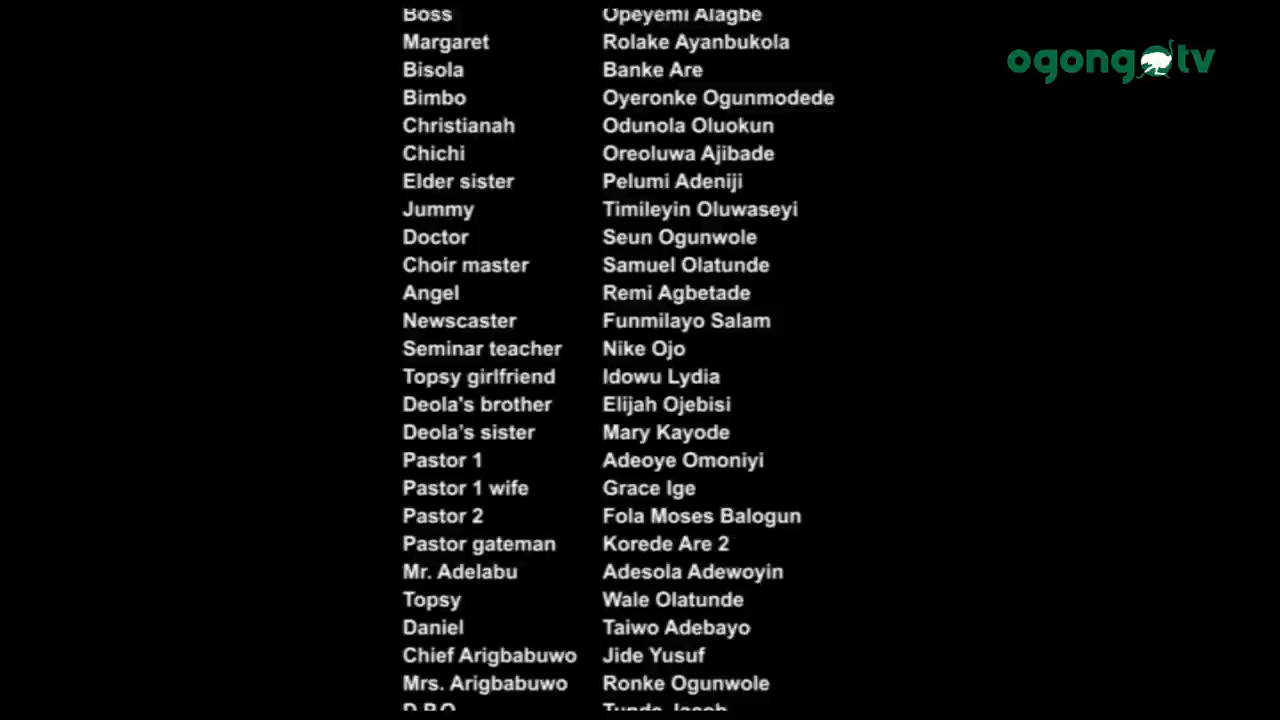 Boss Opeyemi Alagbe
ogongotv
Margaret Rolake Ayanbukola
Bisola Banke Are
Bimbo Oyeronke Ogunmodede
Christianah Odunola Oluokun
Chichi Oreoluwa Ajibade
Elder sister Pelumi Adeniji
Jummy Timileyin Oluwaseyi
Doctor Seun Ogunwole
Choir master Samuel Olatunde
Angel Remi Agbetade
Newscaster Funmilayo Salam
Seminar teacher Nike Ojo
Topsy girlfriend Idowu Lydia
Deola's brother Elijah Ojebisi
Deola's sister Mary Kayode
Pastor 1 Adeoye Omoniyi
Pastor 1 wife Grace Ige
Pastor 2 Fola Moses Balogun
Pastor gateman Korede Are 2
Mr. Adelabu Adesola Adewoyin
Topsy Wale Olatunde
Daniel Taiwo Adebayo
Chief Arigbabuwo Jide Yusuf
Mrs. Arigbabuwo Ronke Ogunwole
D.P.O Tunde Jacob